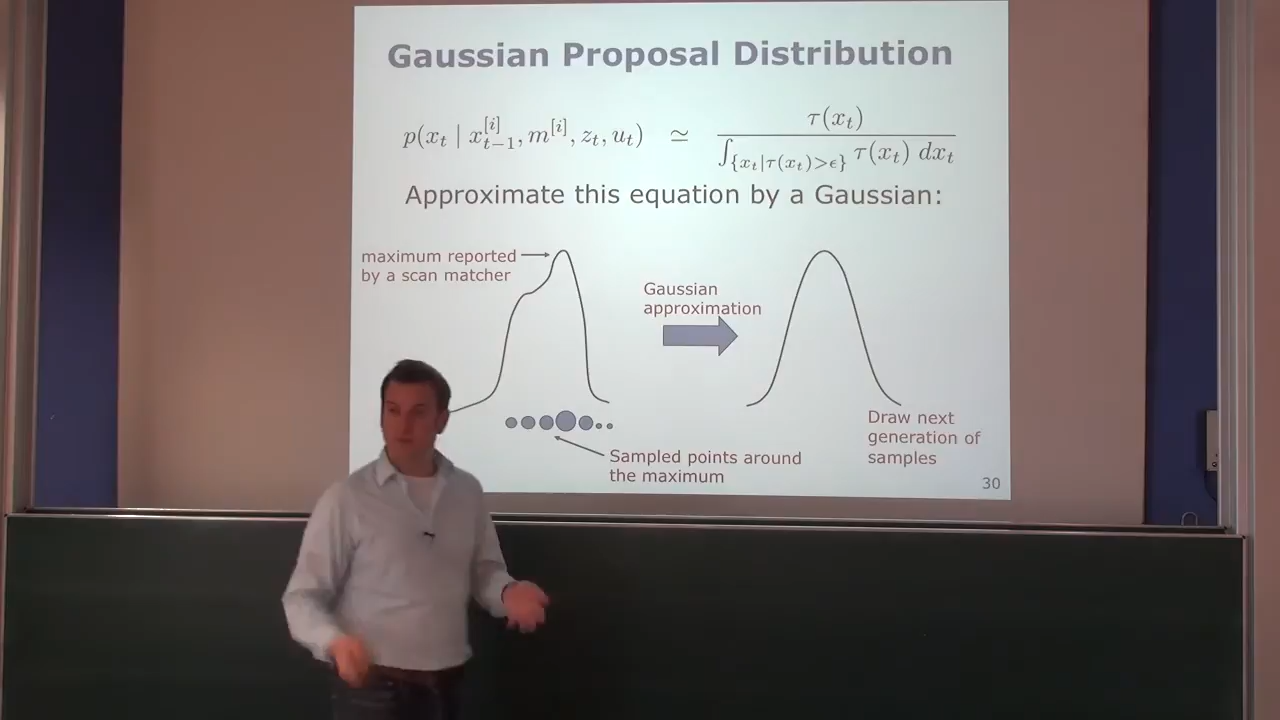 Gaussian Proposal Distribution
p(x_t | x_{t-1}^{[i]}, m^{[i]}, z_t, u_t) ≃ \frac{τ(x_t)}{∫_{\{x_t|τ(x_t)>ϵ\}} τ(x_t) dx_t}
Approximate this equation by a Gaussian:
maximum reported
by a scan matcher
Gaussian
approximation
Sampled points around
the maximum
Draw next
generation of
samples
30